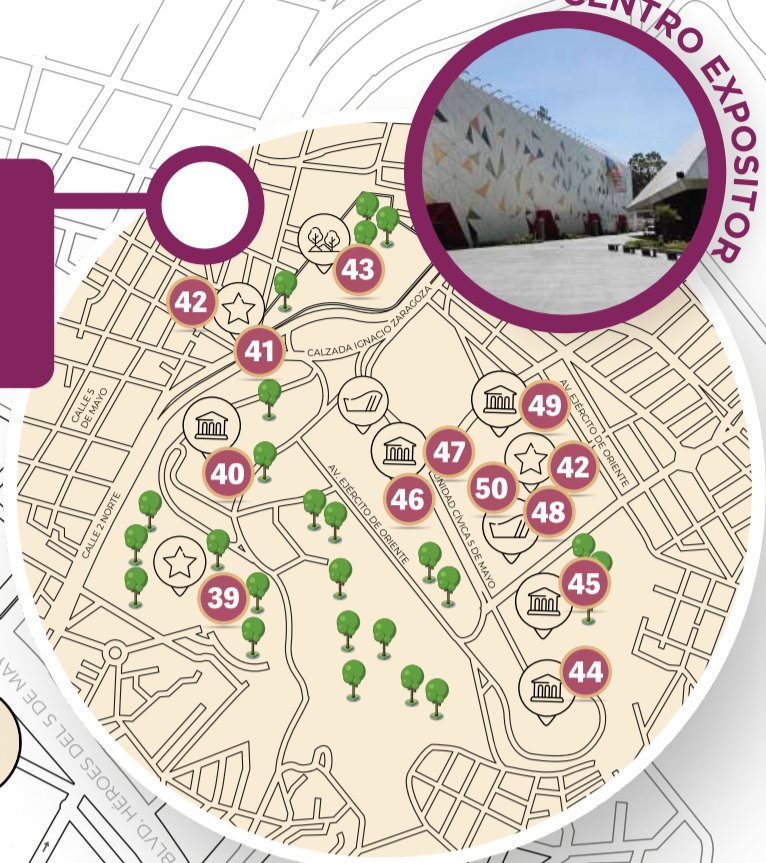 CENTRO EXPOSITOR
43
42
41
CALZADA IGNACIO ZARAGOZA
CALLE 5
DE MAYO
49
AV. EJÉRCITO DE ORIENTE
40
47
42
46
50
48
AV. EJÉRCITO DE ORIENTE
UNIDAD CÍVICA 5 DE MAYO
CALLE 2 NORTE
39
45
44
BLVD. HÉROES DEL 5 DE MAY